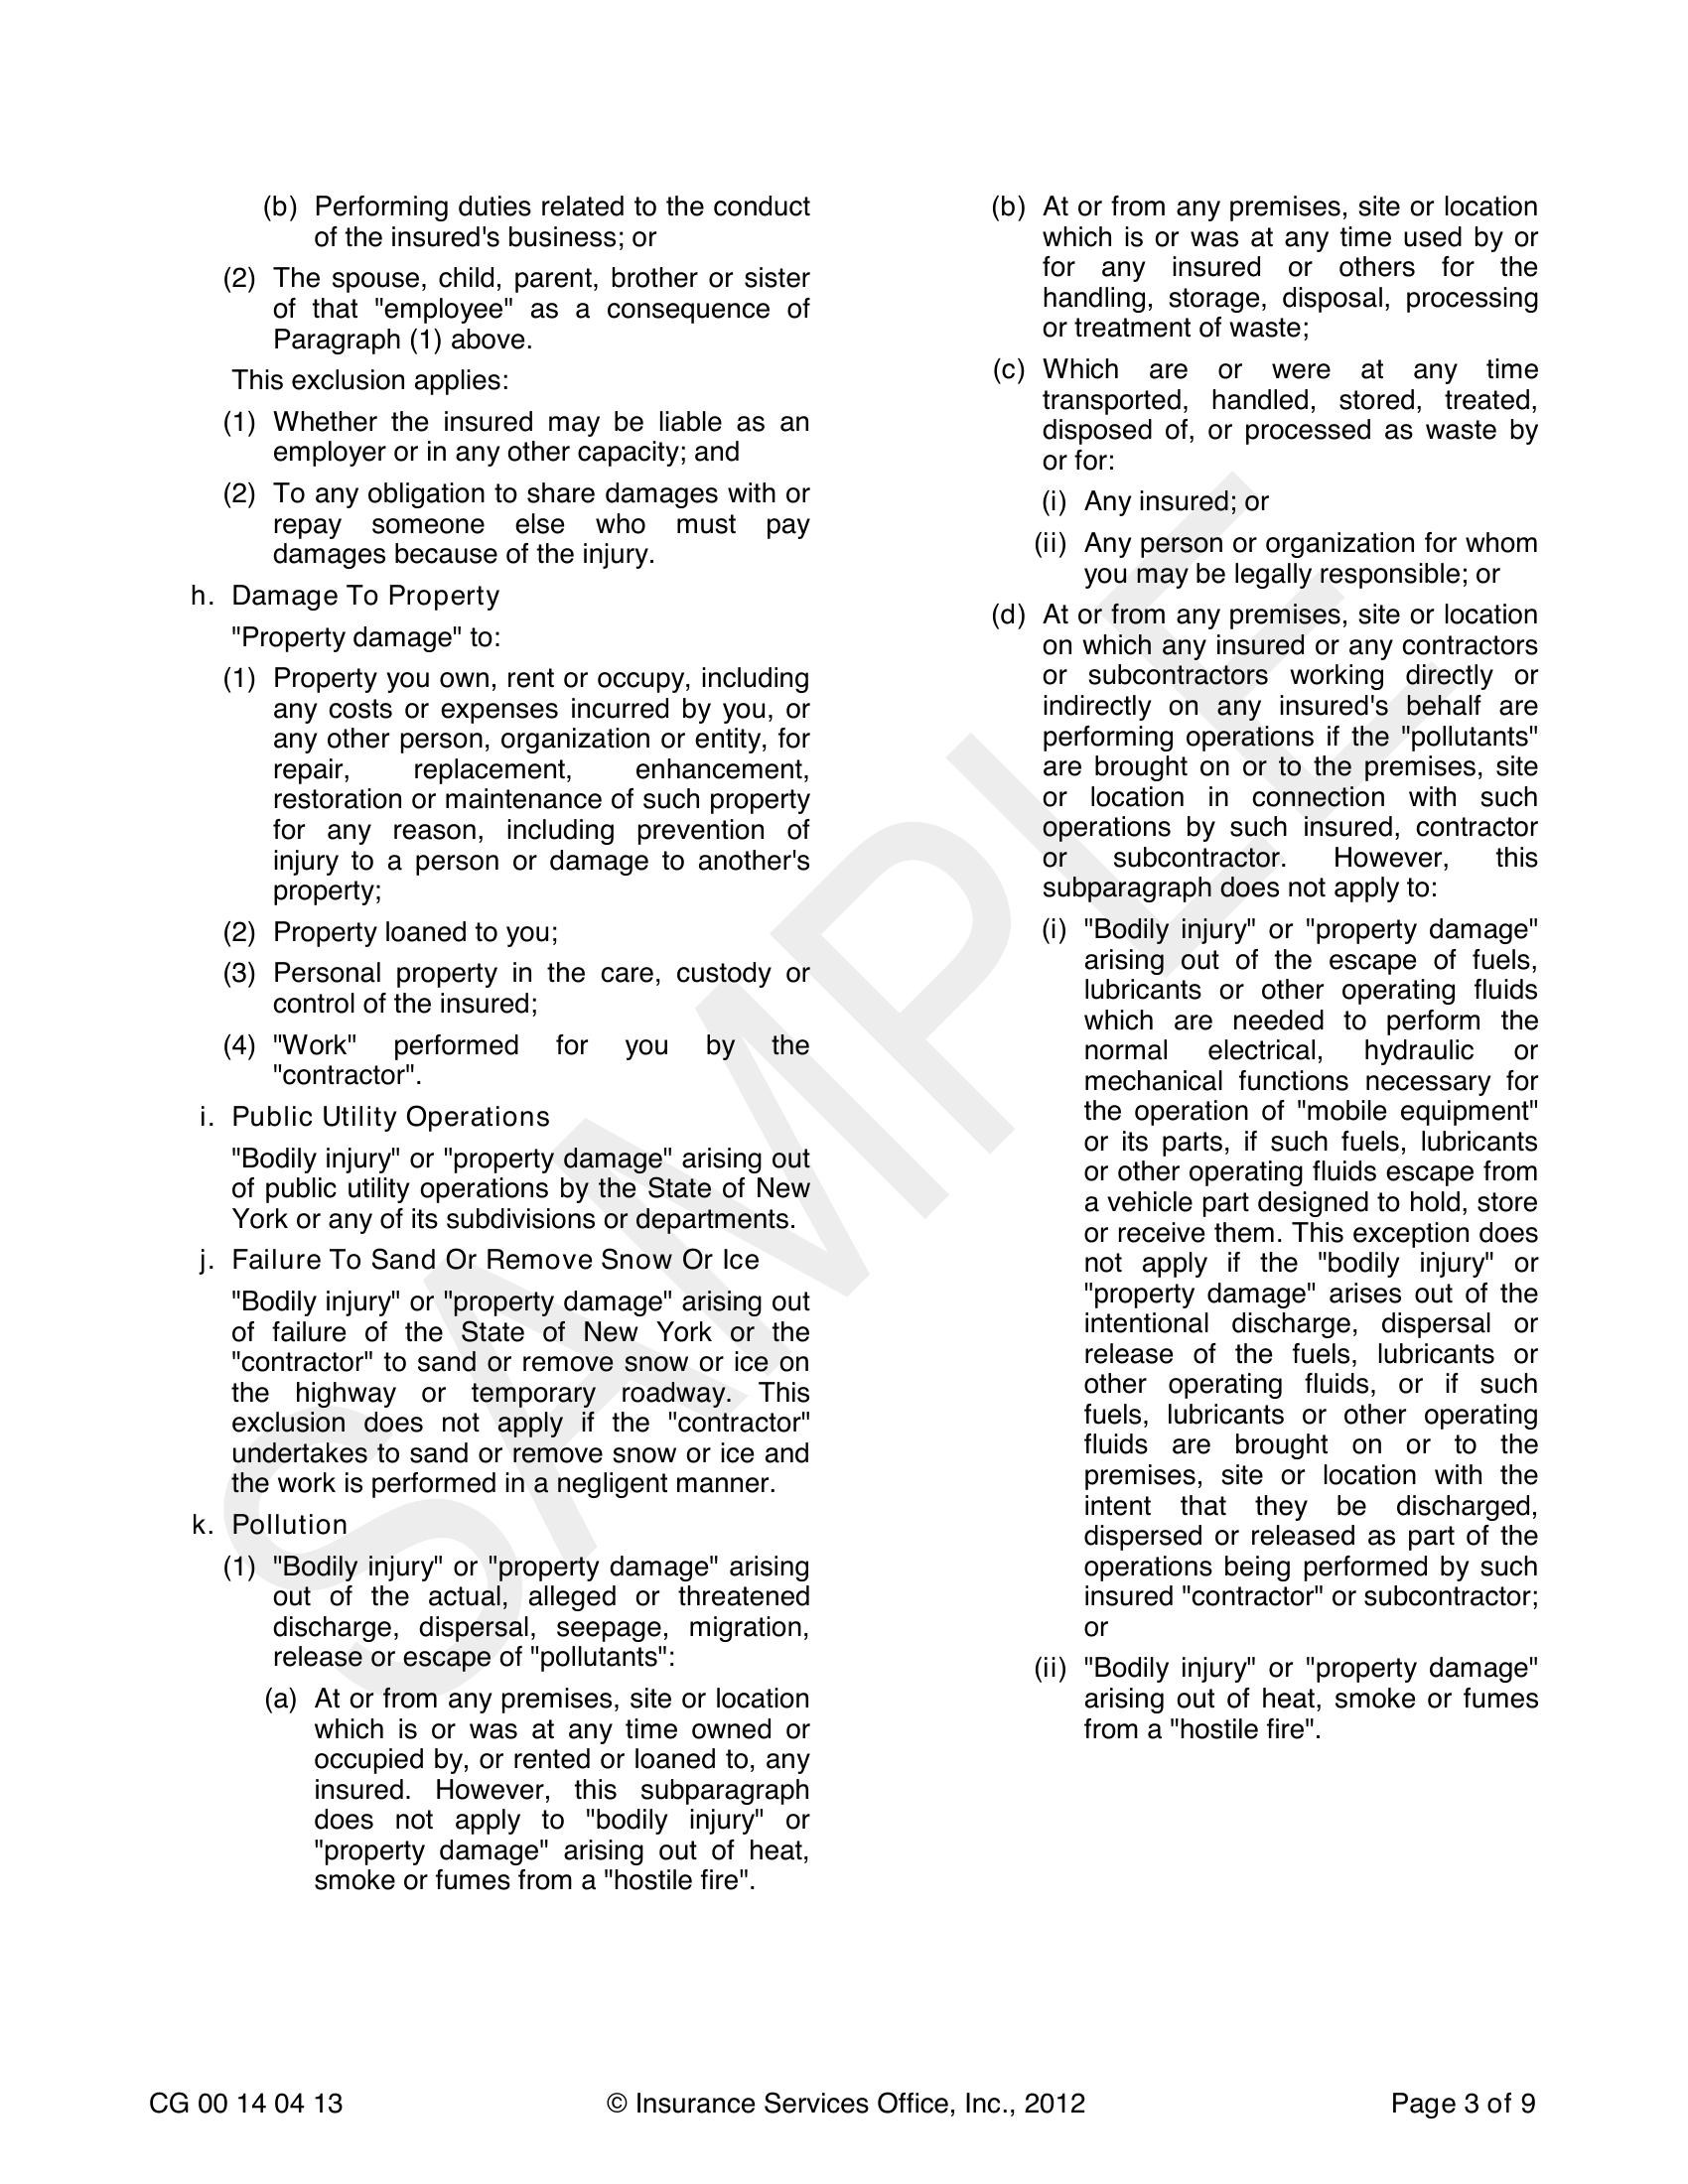 (b) Performing duties related to the conduct
of the insured's business; or
(2) The spouse, child, parent, brother or sister
of that "employee" as a consequence of
Paragraph (1) above.
This exclusion applies:
(1) Whether the insured may be liable as an
employer or in any other capacity; and
(2) To any obligation to share damages with or
repay someone else who must pay
damages because of the injury.
h. Damage To Property
"Property damage" to:
(1) Property you own, rent or occupy, including
any costs or expenses incurred by you, or
any other person, organization or entity, for
repair, replacement, enhancement,
restoration or maintenance of such property
for any reason, including prevention of
injury to a person or damage to another's
property;
(2) Property loaned to you;
(3) Personal property in the care, custody or
control of the insured;
(4) "Work" performed for you by the
"contractor".
i. Public Utility Operations
"Bodily injury" or "property damage" arising out
of public utility operations by the State of New
York or any of its subdivisions or departments.
j. Failure To Sand Or Remove Snow Or Ice
"Bodily injury" or "property damage" arising out
of failure of the State of New York or the
"contractor" to sand or remove snow or ice on
the highway or temporary roadway. This
exclusion does not apply if the "contractor"
undertakes to sand or remove snow or ice and
the work is performed in a negligent manner.
k. Pollution
(1) "Bodily injury" or "property damage" arising
out of the actual, alleged or threatened
discharge, dispersal, seepage, migration,
release or escape of "pollutants":
(a) At or from any premises, site or location
which is or was at any time owned or
occupied by, or rented or loaned to, any
insured. However, this subparagraph
does not apply to "bodily injury" or
"property damage" arising out of heat,
smoke or fumes from a "hostile fire".
(b) At or from any premises, site or location
which is or was at any time used by or
for any insured or others for the
handling, storage, disposal, processing
or treatment of waste;
(c) Which are or were at any time
transported, handled, stored, treated,
disposed of, or processed as waste by
or for:
(i) Any insured; or
(ii) Any person or organization for whom
you may be legally responsible; or
(d) At or from any premises, site or location
on which any insured or any contractors
or subcontractors working directly or
indirectly on any insured's behalf are
performing operations if the "pollutants"
are brought on or to the premises, site
or location in connection with such
operations by such insured, contractor
or subcontractor. However, this
subparagraph does not apply to:
(i) "Bodily injury" or "property damage"
arising out of the escape of fuels,
lubricants or other operating fluids
which are needed to perform the
normal electrical, hydraulic or
mechanical functions necessary for
the operation of "mobile equipment"
or its parts, if such fuels, lubricants
or other operating fluids escape from
a vehicle part designed to hold, store
or receive them. This exception does
not apply if the "bodily injury" or
"property damage" arises out of the
intentional discharge, dispersal or
release of the fuels, lubricants or
other operating fluids, or if such
fuels, lubricants or other operating
fluids are brought on or to the
premises, site or location with the
intent that they be discharged,
dispersed or released as part of the
operations being performed by such
insured "contractor" or subcontractor;
or
(ii) "Bodily injury" or "property damage"
arising out of heat, smoke or fumes
from a "hostile fire".
SAMPLE
CG 00 14 04 13
© Insurance Services Office, Inc., 2012
Page 3 of 9